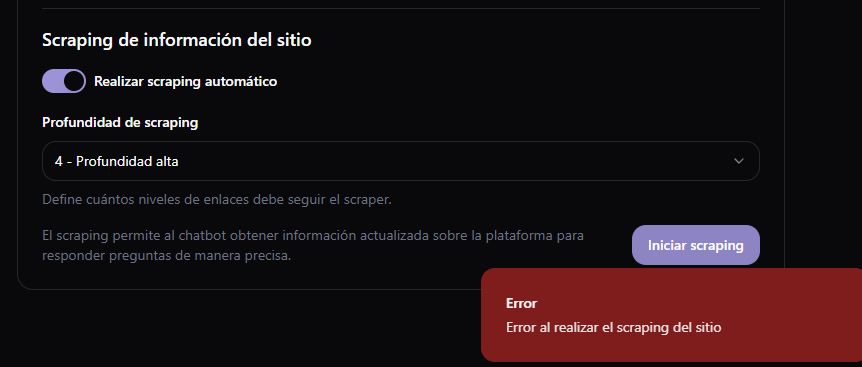 Scraping de información del sitio
Realizar scraping automático
Profundidad de scraping
4 - Profundidad alta
Define cuántos niveles de enlaces debe seguir el scraper.
El scraping permite al chatbot obtener información actualizada sobre la plataforma para
responder preguntas de manera precisa.
Iniciar scraping
Error
Error al realizar el scraping del sitio